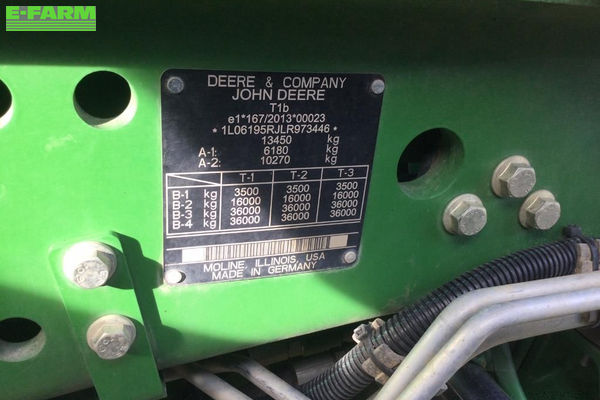 E-FARM
DEERE & COMPANY
JOHN DEERE
T1b
e1*167/2013*00023
*1L06195RJLR973446*
13450 kg
A-1: 6180 kg
A-2: 10270 kg
T-1 T-2 T-3
B-1 kg 3500 3500 3500
B-2 kg 16000 16000 16000
B-3 kg 36000 36000 36000
B-4 kg 36000 36000 36000
MOLINE, ILLINOIS, USA
MADE IN GERMANY